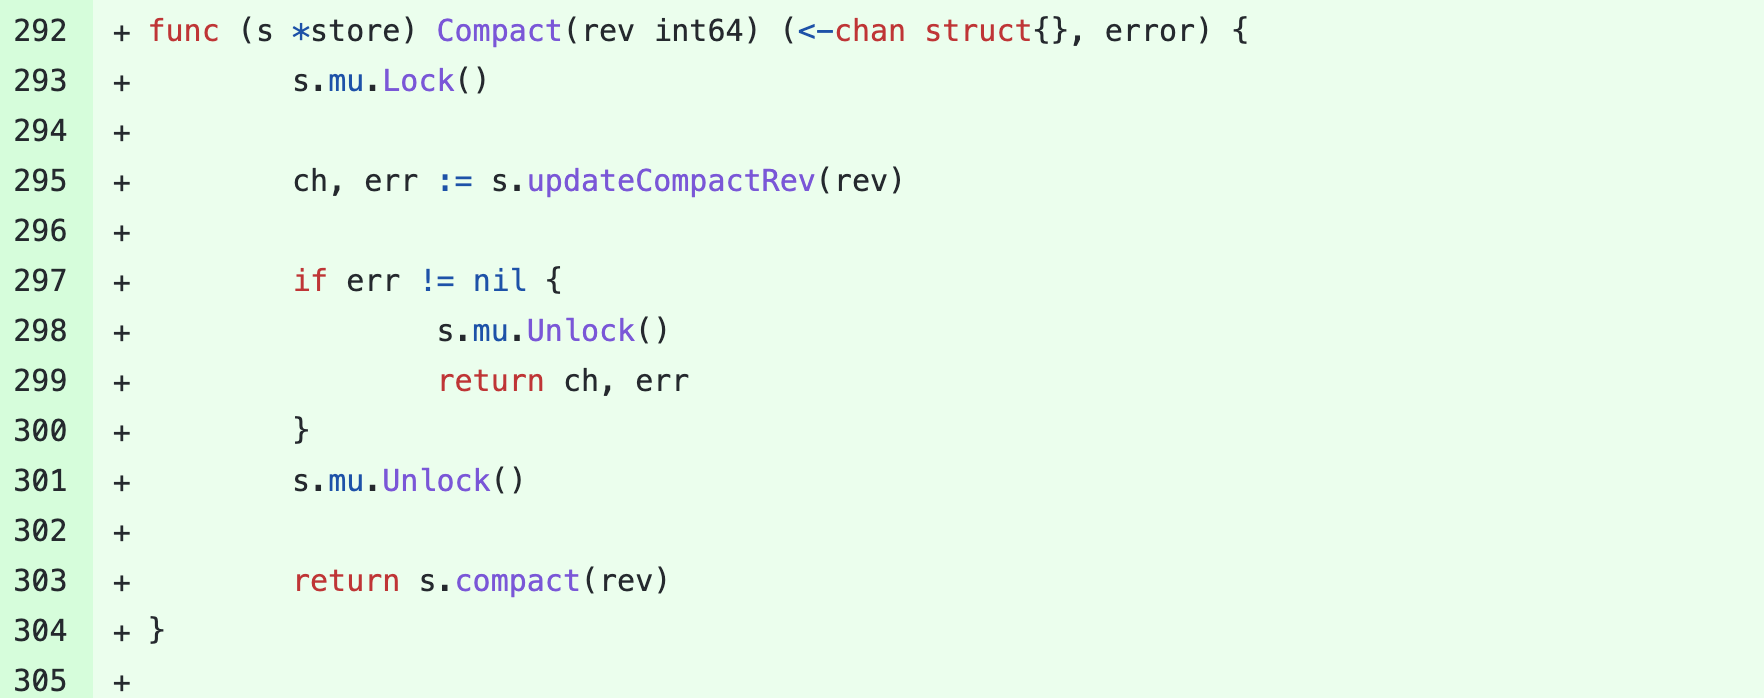 292 + func (s *store) Compact(rev int64) (<-chan struct{}, error) {
293 + s.mu.Lock()
294 +
295 + ch, err := s.updateCompactRev(rev)
296 +
297 + if err != nil {
298 + s.mu.Unlock()
299 + return ch, err
300 + }
301 + s.mu.Unlock()
302 +
303 + return s.compact(rev)
304 + }
305 +